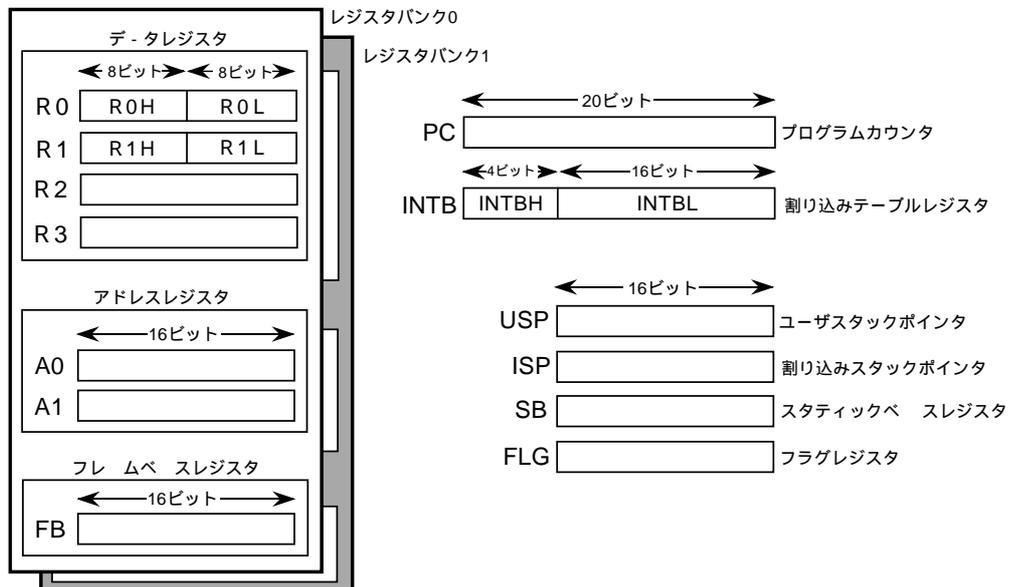 レジスタバンク0
レジスタバンク1
デ-タレジスタ
8ビット 8ビット
R0 R0H R0L
R1 R1H R1L
R2
R3
アドレスレジスタ
16ビット
A0
A1
フレ ムベ スレジスタ
16ビット
FB
20ビット
PC プログラムカウンタ
4ビット 16ビット
INTB INTBH INTBL 割り込みテーブルレジスタ
16ビット
USP ユーザスタックポインタ
ISP 割り込みスタックポインタ
SB スタティックベ スレジスタ
FLG フラグレジスタ